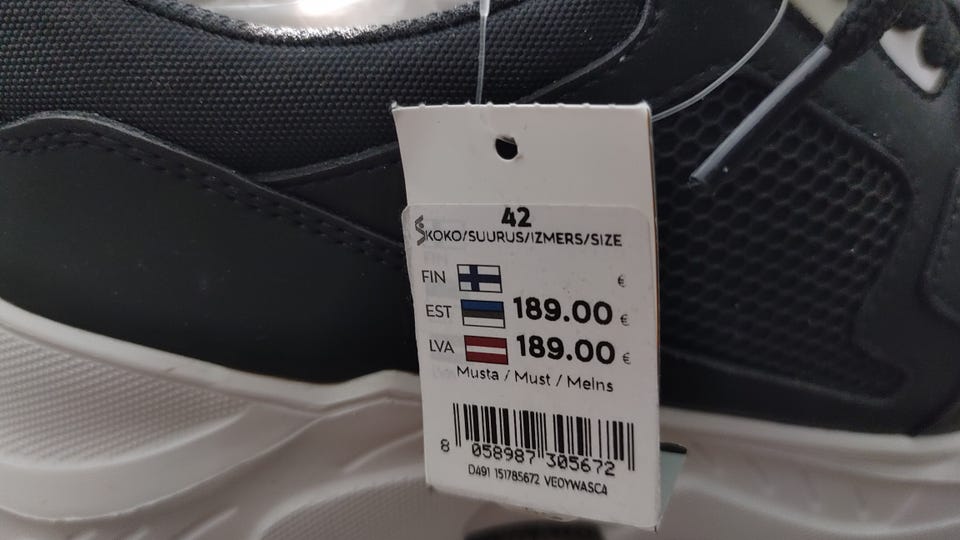 42
KOKO/SUURUS/IZMERS/SIZE
FIN €
EST 189.00 €
LVA 189.00 €
Musta / Must / Melns
8 058987 305672
D491 151785672 VEOYWASC4